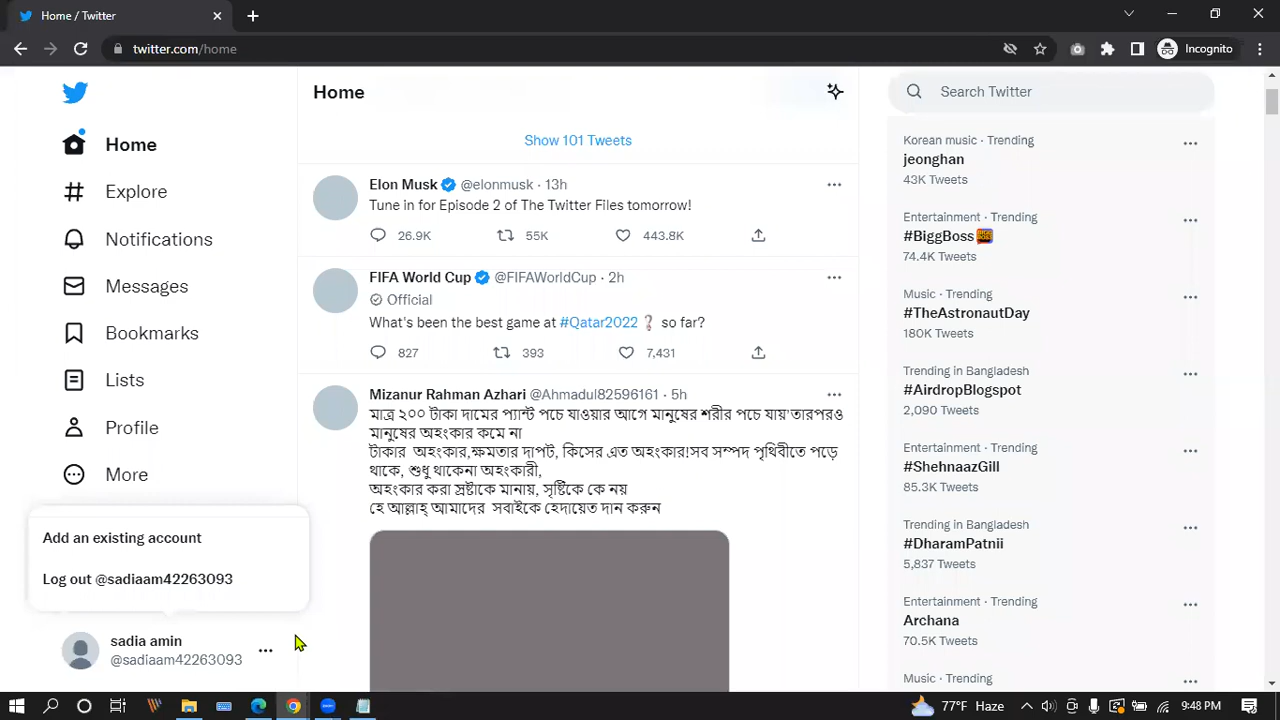 Home / Twitter
twitter.com/home
Incognito
Home
Explore
Notifications
Messages
Bookmarks
Lists
Profile
More
Add an existing account
Log out @sadiaam42263093
sadia amin
@sadiaam42263093
Home
Show 101 Tweets
Elon Musk @elonmusk · 13h
Tune in for Episode 2 of The Twitter Files tomorrow!
26.9K 55K 443.8K
FIFA World Cup @FIFAWorldCup · 2h
Official
What's been the best game at #Qatar2022 so far?
827 393 7,431
Mizanur Rahman Azhari @Ahmadul82596161 · 5h
মাত্র ২০০ টাকা দামের প্যান্ট পচে যাওয়ার আগে মানুষের শরীর পচে যায়'তারপরও
মানুষের অহংকার কমে না
টাকার অহংকার,ক্ষমতার দাপট, কিসের এত অহংকার!সব সম্পদ পৃথিবীতে পড়ে
থাকে, শুধু থাকেনা অহংকারী,
অহংকার করা স্রষ্টাকে মানায়, সৃষ্টিকে কে নয়
হে আল্লাহ্ আমাদের সবাইকে হেদায়েত দান করুন
Search Twitter
Korean music · Trending
jeonghan
43K Tweets
Entertainment · Trending
#BiggBoss
74.4K Tweets
Music · Trending
#TheAstronautDay
180K Tweets
Trending in Bangladesh
#AirdropBlogspot
2,090 Tweets
Entertainment · Trending
#ShehnaazGill
85.3K Tweets
Trending in Bangladesh
#DharamPatnii
5,837 Tweets
Entertainment · Trending
Archana
70.5K Tweets
Music · Trending
77°F Haze
9:48 PM